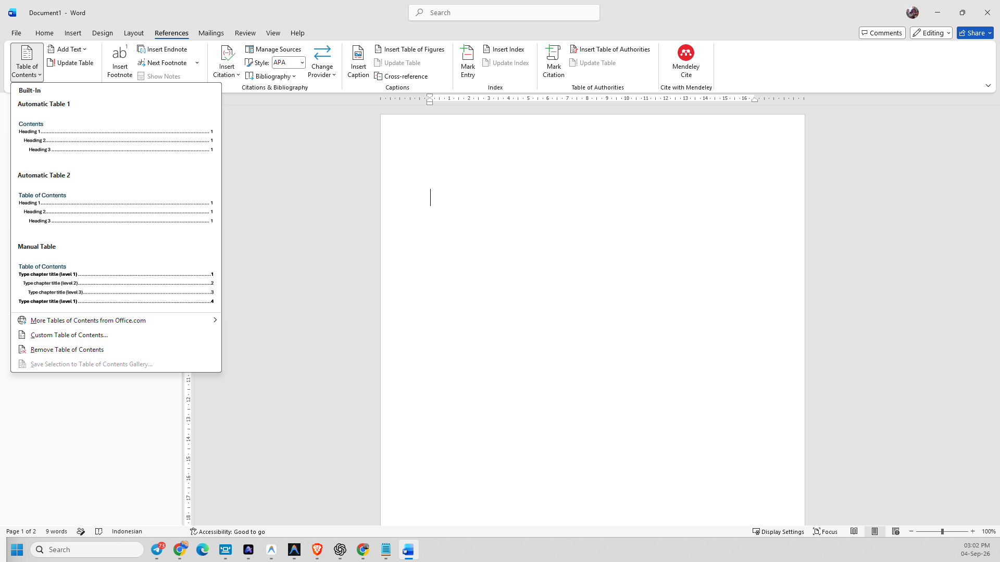 Document1 - Word
Search
File Home Insert Design Layout References Mailings Review View Help
Comments Editing Share
Table of Contents
Add Text
Update Table
Insert Footnote
ab
Insert Endnote
Next Footnote
Show Notes
Insert Citation
Manage Sources
Style: APA
Bibliography
Change Provider
Citations & Bibliography
Insert Caption
Insert Table of Figures
Update Table
Cross-reference
Captions
Mark Entry
Insert Index
Update Index
Index
Mark Citation
Insert Table of Authorities
Update Table
Table of Authorities
Mendeley Cite
Cite with Mendeley
1 2 3 4 5 6 7 8 9 10 11 12 13 14 15 16
Built-In
Automatic Table 1
Contents
Heading 1 1
Heading 2 1
Heading 3 1
Automatic Table 2
Table of Contents
Heading 1 1
Heading 2 1
Heading 3 1
Manual Table
Table of Contents
Type chapter title (level 1) 1
Type chapter title (level 2) 2
Type chapter title (level 3) 3
Type chapter title (level 1) 4
More Tables of Contents from Office.com
Custom Table of Contents...
Remove Table of Contents
Save Selection to Table of Contents Gallery...
11
12
13
14
15
16
17
18
Page 1 of 2 9 words Indonesian Accessibility: Good to go Display Settings Focus 100%
Search
73
03:02 PM
04-Sep-26